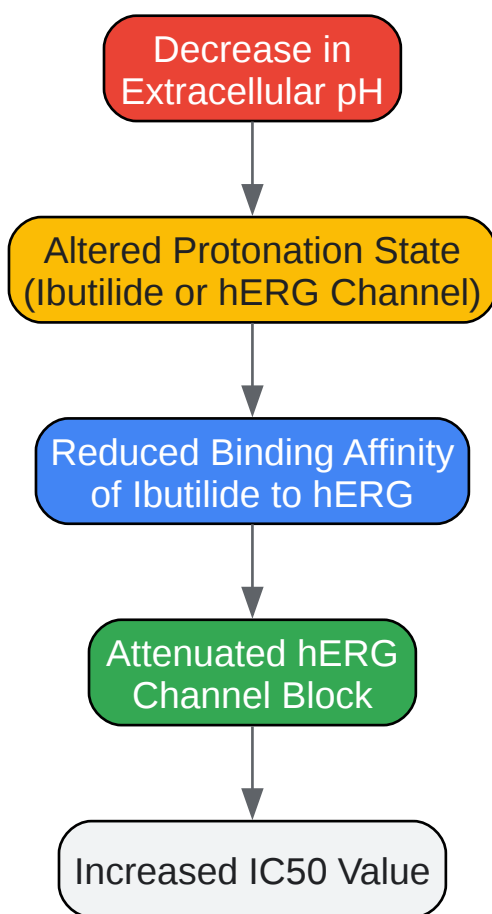 Decrease in
Extracellular pH
Altered Protonation State
(Ibutilide or hERG Channel)
Reduced Binding Affinity
of Ibutilide to hERG
Attenuated hERG
Channel Block
Increased IC50 Value